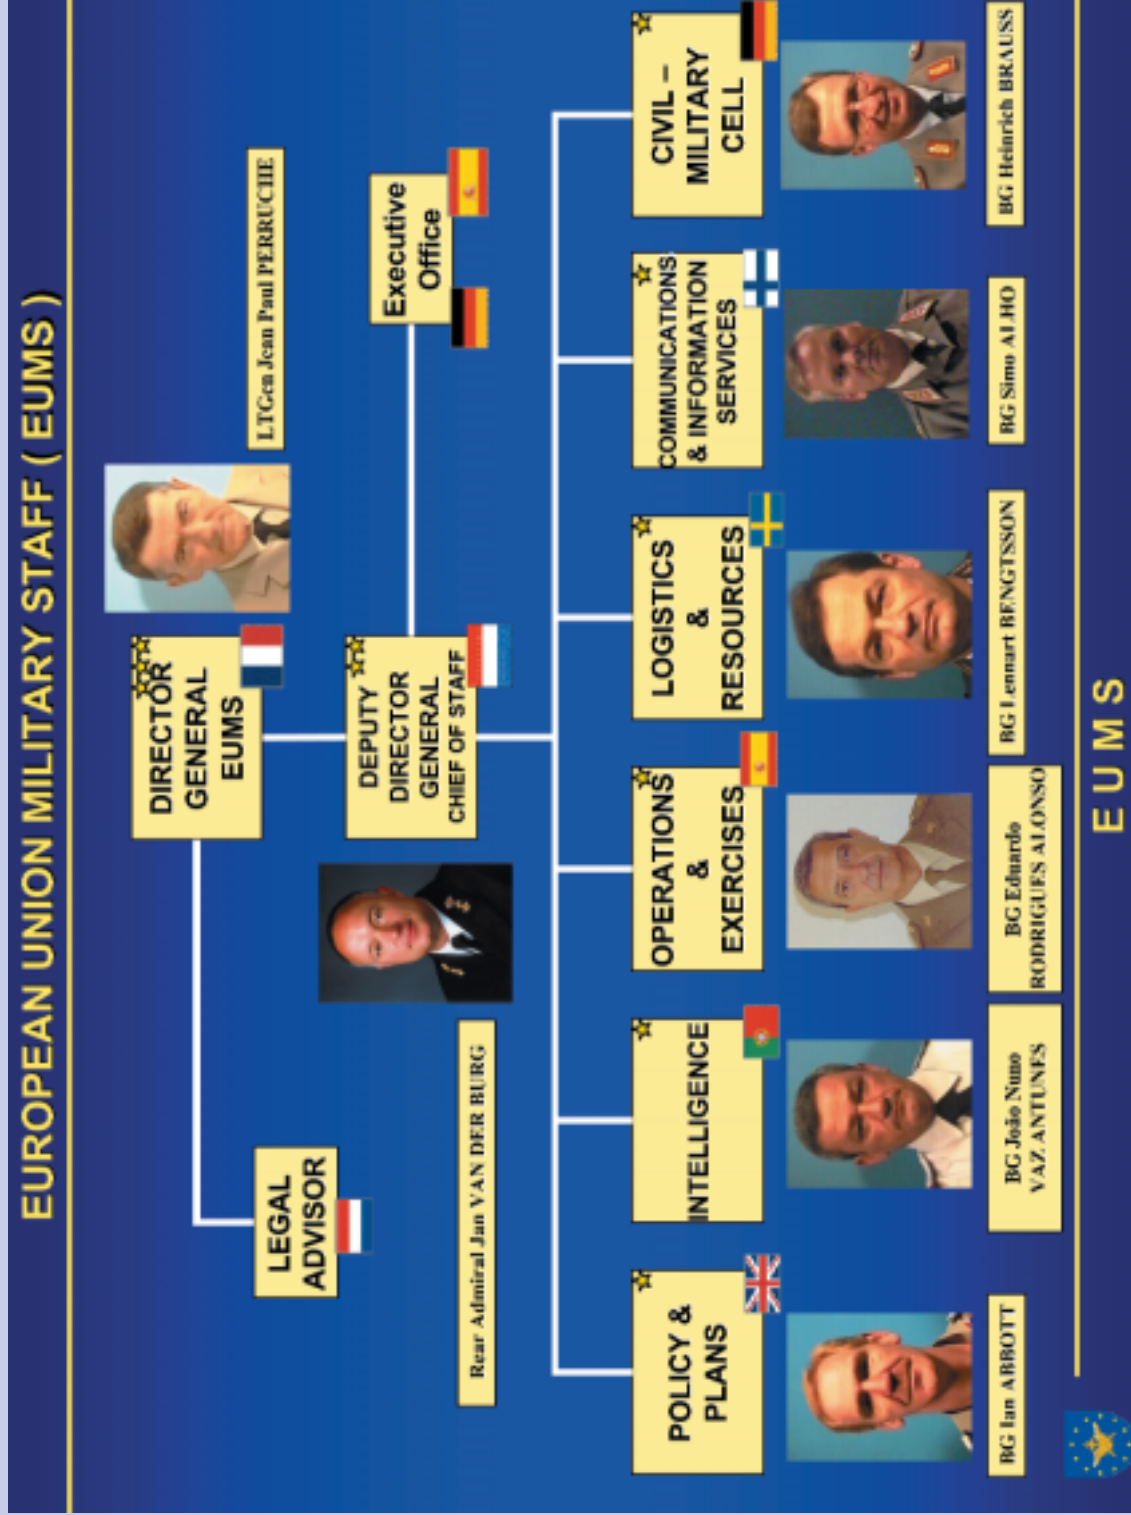 EUROPEAN UNION MILITARY STAFF ( EUMS )
DIRECTOR
GENERAL
EUMS
LTGen Jean Paul PERRUCHE
LEGAL
ADVISOR
DEPUTY
DIRECTOR
GENERAL
CHIEF OF STAFF
Executive
Office
Rear Admiral Jan VAN DER BURG
POLICY &
PLANS
INTELLIGENCE
OPERATIONS
&
EXERCISES
LOGISTICS
&
RESOURCES
COMMUNICATIONS
& INFORMATION
SERVICES
CIVIL –
MILITARY
CELL
BG Ian ABBOTT
BG João Nuno
VAZ ANTUNES
BG Eduardo
RODRIGUES ALONSO
BG Lennart BENGTSSON
BG Simo ALHO
BG Heinrich BRAUSS
E U M S